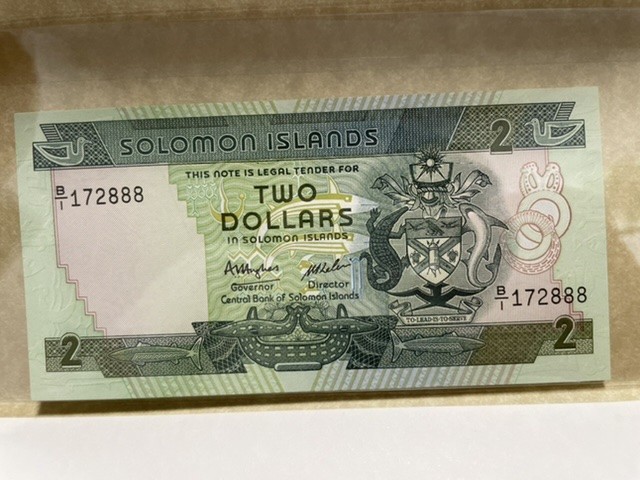 SOLOMON ISLANDS 2
THIS NOTE IS LEGAL TENDER FOR
B/1 172888
TWO
DOLLARS
IN SOLOMON ISLANDS
Governor Director
Central Bank of Solomon Islands
B/1 172888
TO LEAD IS TO SERVE
2 2